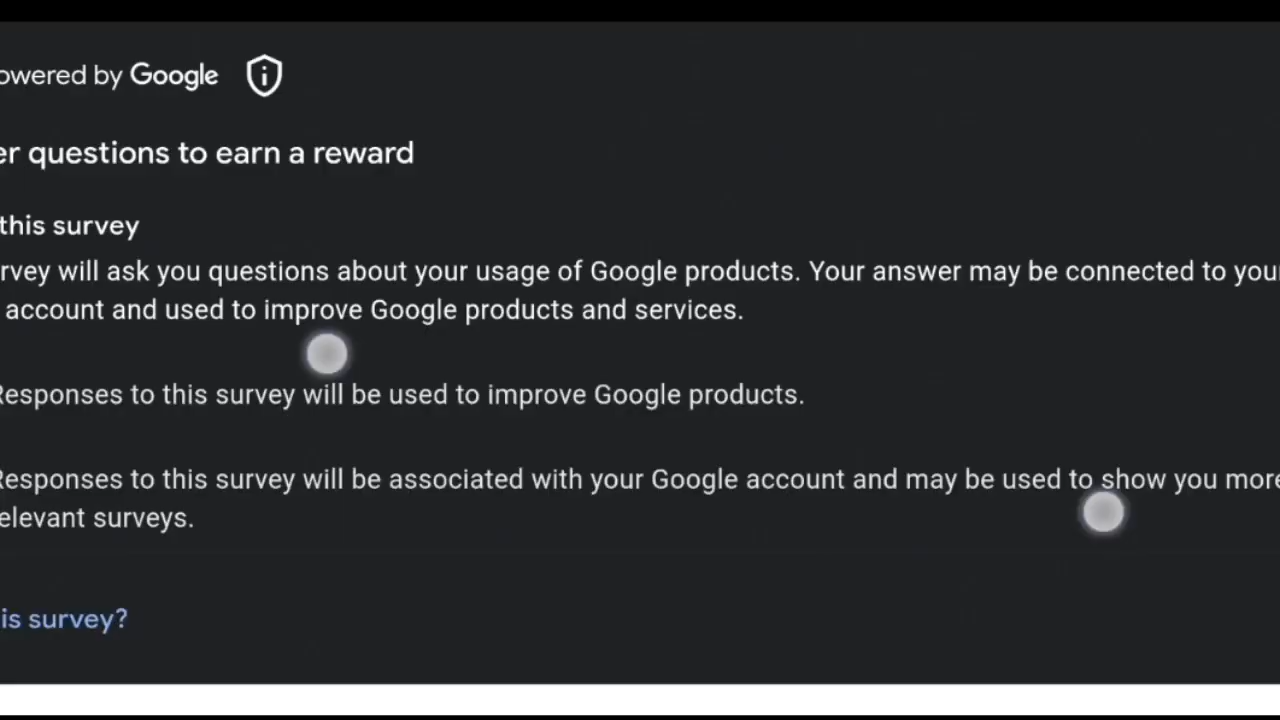 owered by Google
er questions to earn a reward
this survey
rvey will ask you questions about your usage of Google products. Your answer may be connected to your
account and used to improve Google products and services.
Responses to this survey will be used to improve Google products.
Responses to this survey will be associated with your Google account and may be used to show you more
elevant surveys.
is survey?